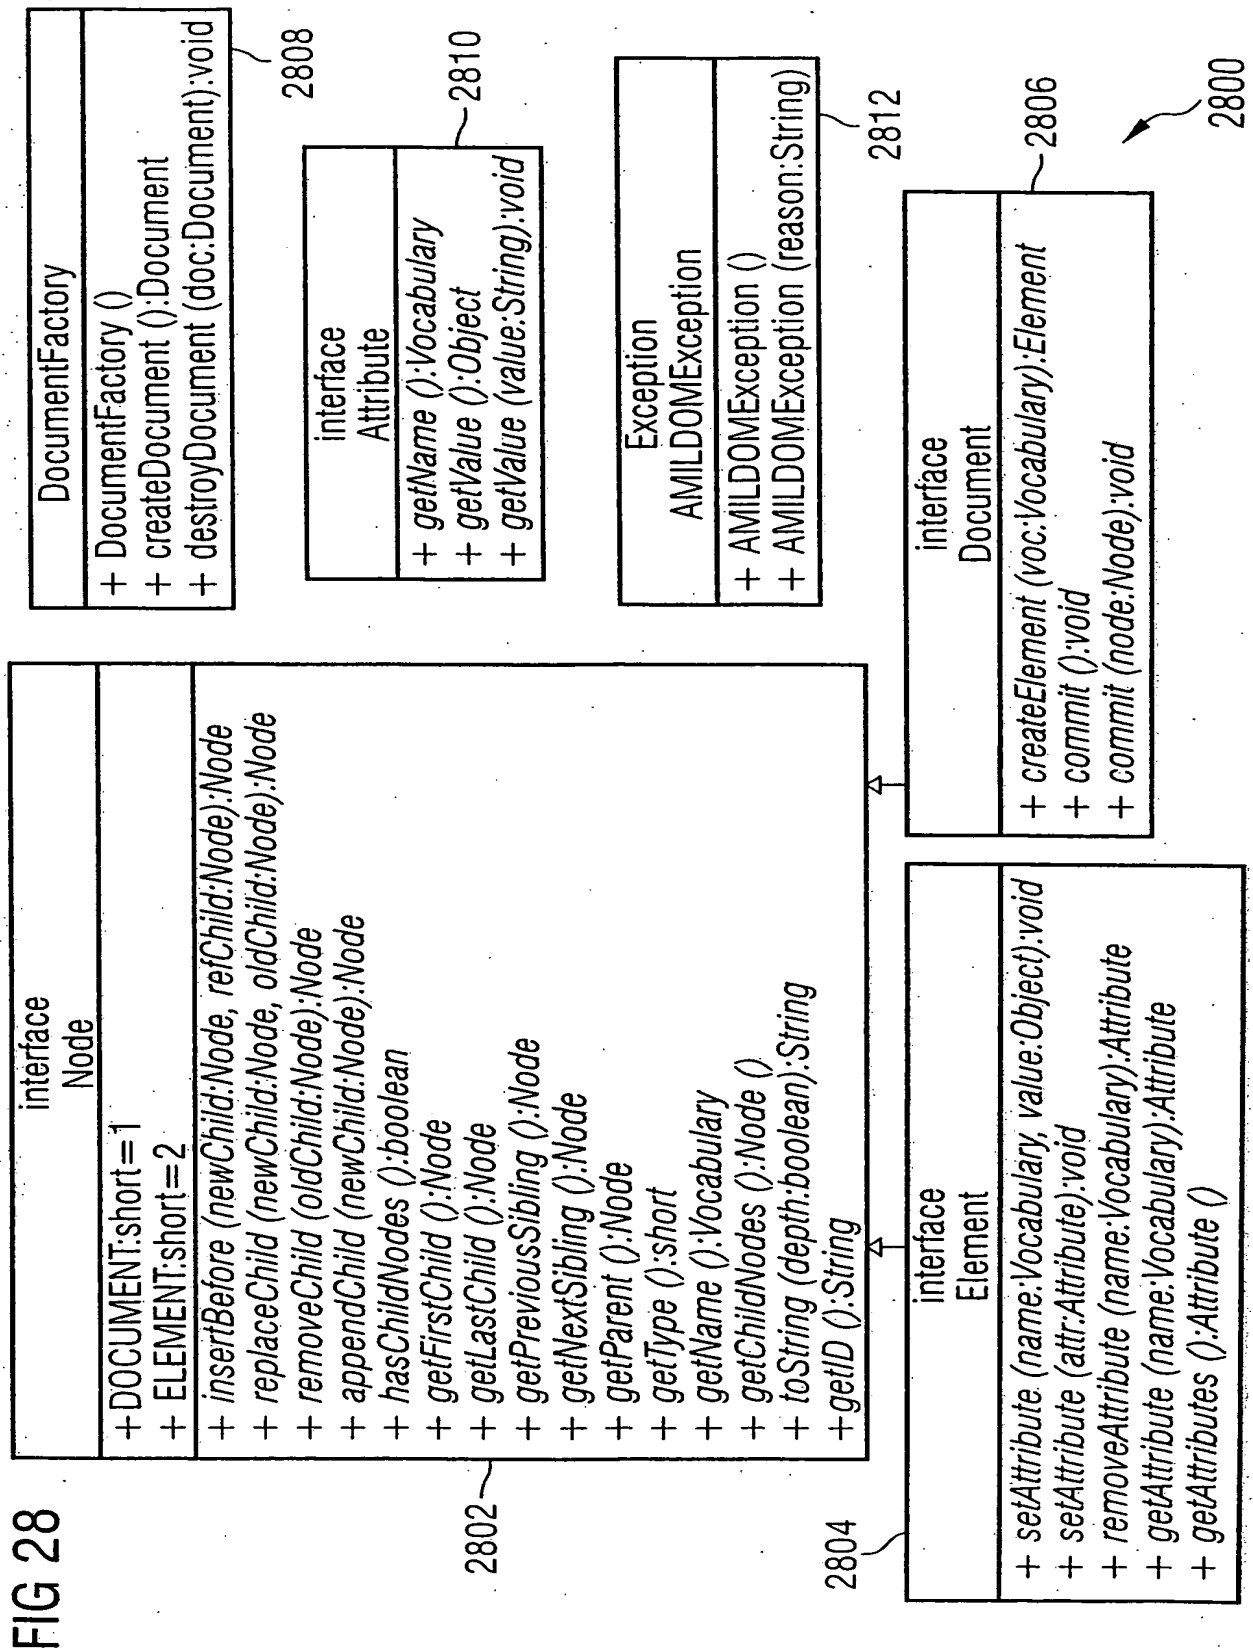 FIG 28
interface
Node
+DOCUMENT:short=1
+ ELEMENT:short=2
+ insertBefore (newChild:Node, refChild:Node):Node
+ replaceChild (newChild:Node, oldChild:Node):Node
+ removeChild (oldChild:Node):Node
+ appendChild (newChild:Node):Node
+ hasChildNodes ():boolean
+ getFirstChild ():Node
+ getLastChild ():Node
+ getPreviousSibling ():Node
+ getNextSibling ():Node
+ getParent ():Node
+ getType ():short
+ getName ():Vocabulary
+ getChildNodes ():Node ()
+ toString (depth:boolean):String
+getID ():String
2802
DocumentFactory
+ DocumentFactory ()
+ createDocument ():Document
+ destroyDocument (doc:Document):void
2808
interface
Attribute
+ getName ():Vocabulary
+ getValue ():Object
+ getValue (value:String):void
2810
Exception
AMILDOMException
+ AMILDOMException ()
+ AMILDOMException (reason:String)
2812
2804
interface
Element
+ setAttribute (name:Vocabulary, value:Object):void
+ setAttribute (attr:Attribute):void
+ removeAttribute (name:Vocabulary):Attribute
+ getAttribute (name:Vocabulary):Attribute
+ getAttributes ():Attribute ()
interface
Document
+ createElement (voc:Vocabulary):Element
+ commit ():void
+ commit (node:Node):void
2806
2800